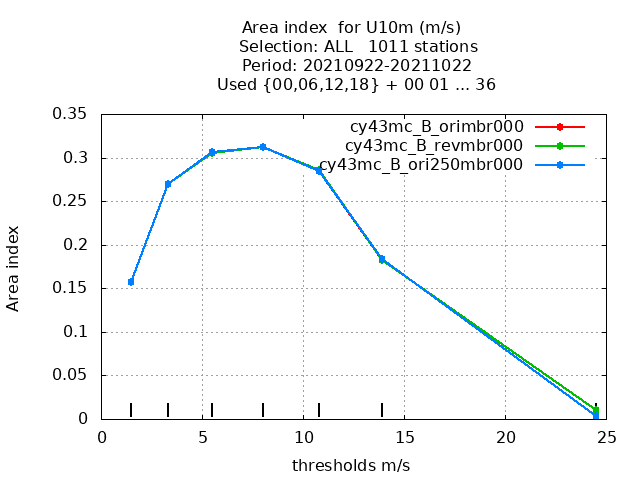 Area index  for U10m (m/s)
Selection: ALL   1011 stations
Period: 20210922-20211022
Used {00,06,12,18} + 00 01 ... 36
cy43mc_B_orimbr000
cy43mc_B_revmbr000
cy43mc_B_ori250mbr000
Area index
0.35
0.3
0.25
0.2
0.15
0.1
0.05
0
0 5 10 15 20 25
thresholds m/s